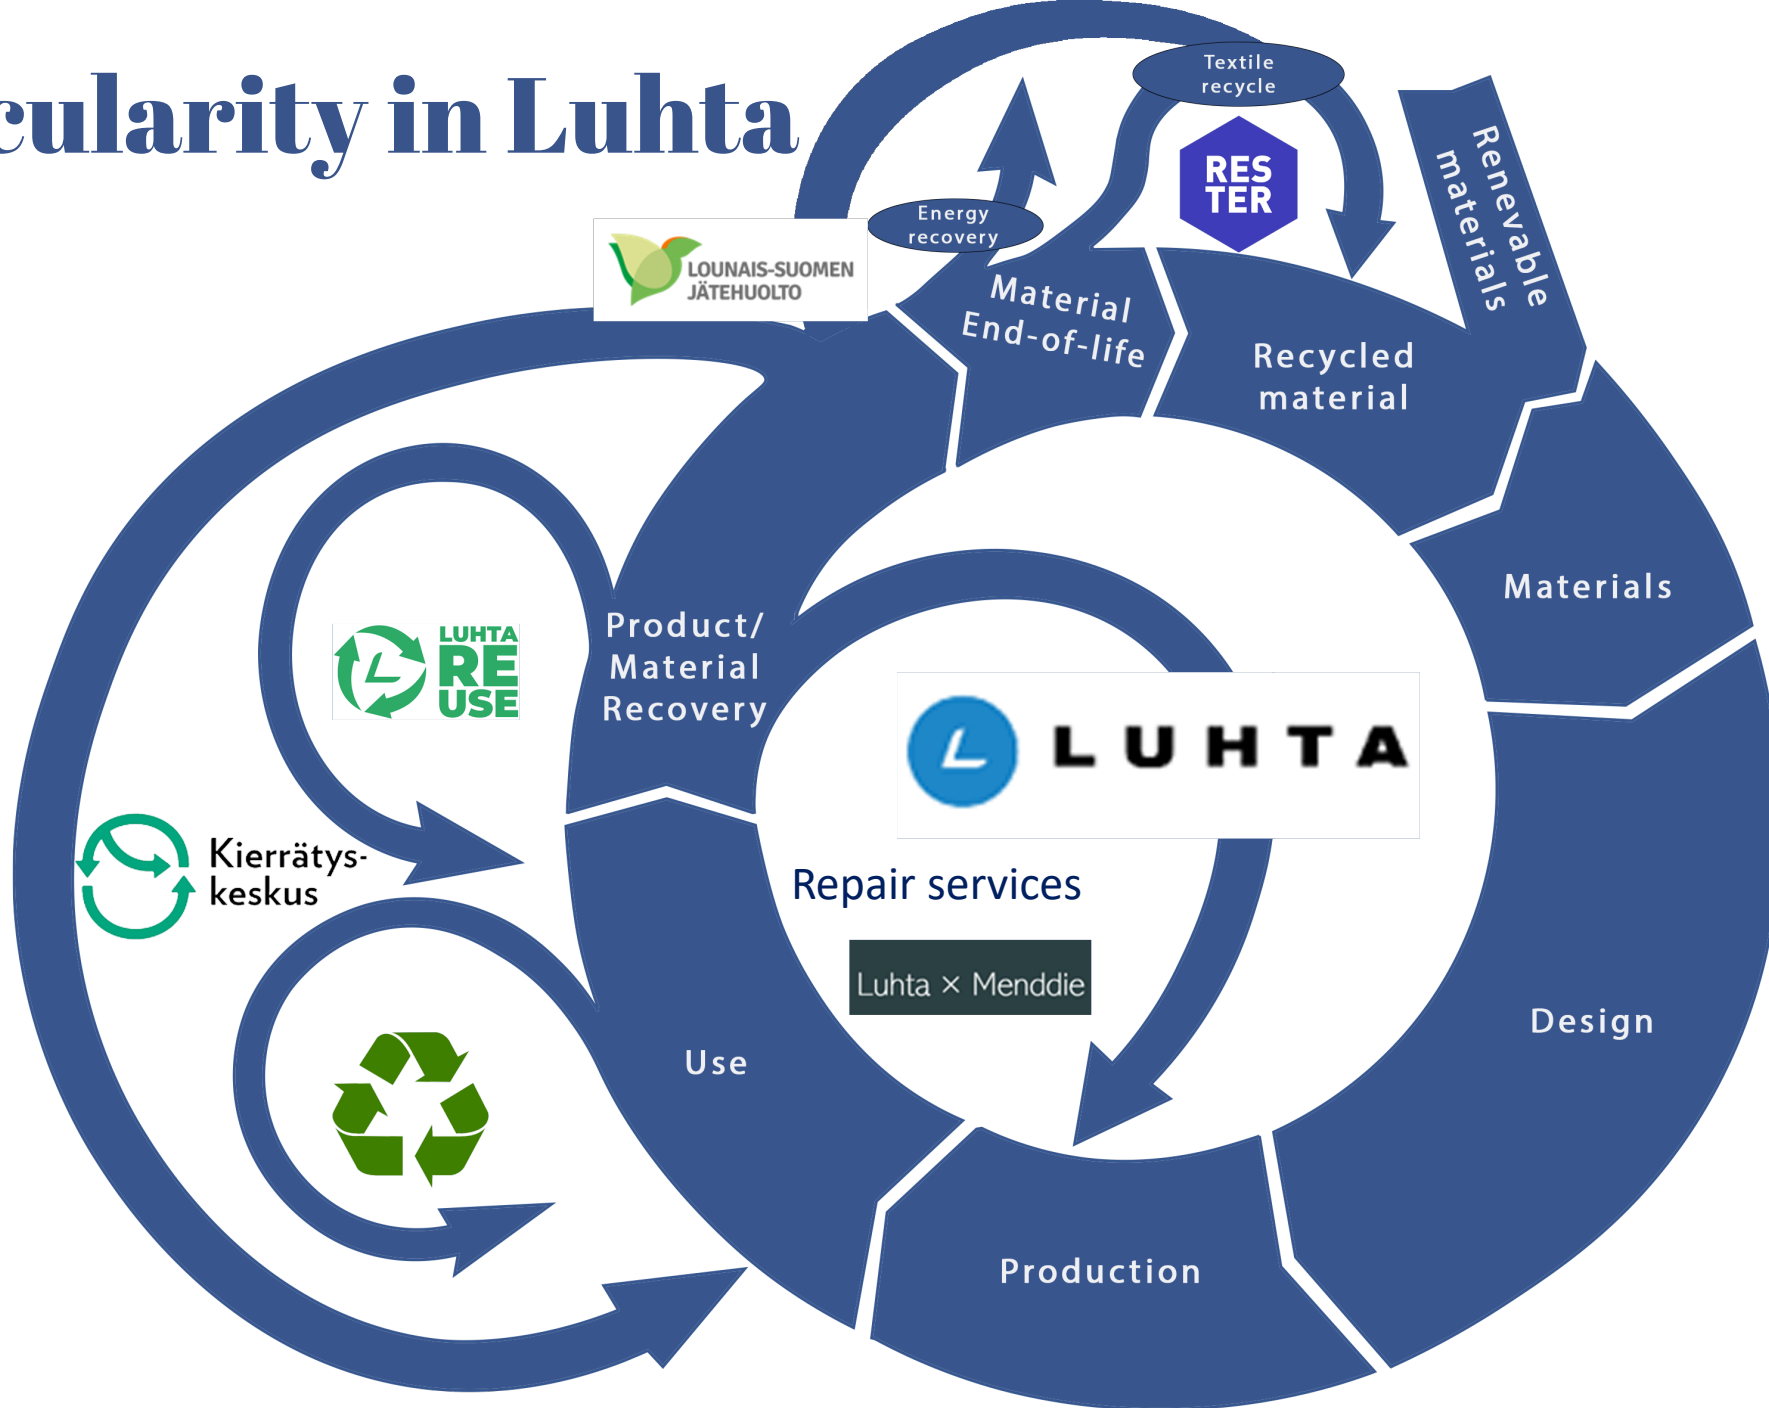 cularity in Luhta
Textile
recycle
RES
TER
Renevable
materials
Energy
recovery
LOUNAIS-SUOMEN
JÄTEHUOLTO
Material
End-of-life
Recycled
material
Materials
LUHTA
RE
USE
Product/
Material
Recovery
L LUHTA
Kierrätys-
keskus
Repair services
Luhta × Menddie
Use
Design
Production